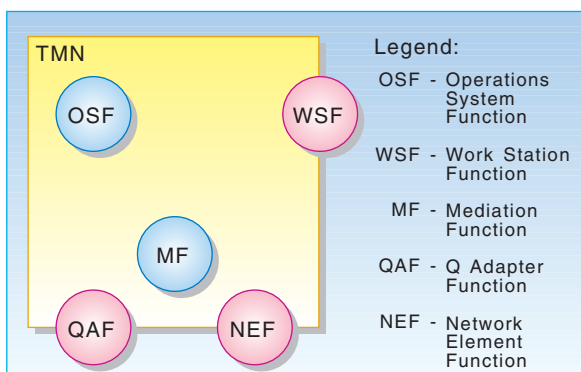 TMN
OSF
WSF
MF
QAF
NEF
Legend:
OSF - Operations
System
Function
WSF - Work Station
Function
MF - Mediation
Function
QAF - Q Adapter
Function
NEF - Network
Element
Function